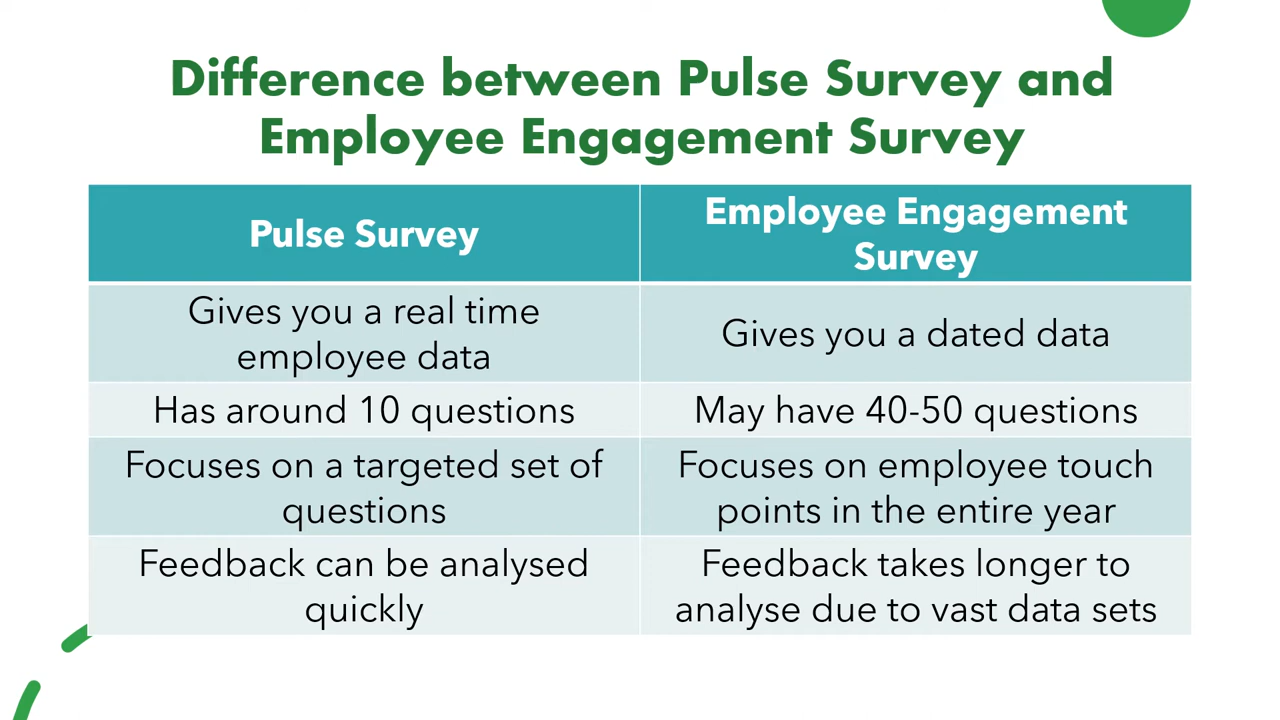 Difference between Pulse Survey and
Employee Engagement Survey
Pulse Survey
Employee Engagement
Survey
Gives you a real time
employee data
Gives you a dated data
Has around 10 questions
May have 40-50 questions
Focuses on a targeted set of
questions
Focuses on employee touch
points in the entire year
Feedback can be analysed
quickly
Feedback takes longer to
analyse due to vast data sets